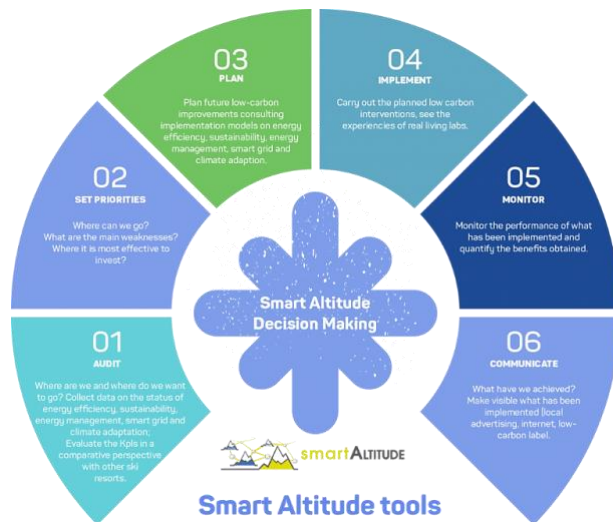 01
AUDIT
Where are we and where do we want
to go? Collect data on the status of
energy efficiency, sustainability,
energy management, smart grid and
climate adaptation;
Evaluate the KpIs in a
comparative perspective
with other ski
resorts.
02
SET PRIORITIES
Where can we go?
What are the main weaknesses?
Where it is most effective to
invest?
03
PLAN
Plan future low-carbon
improvements consulting
implementation models on energy
efficiency, sustainability, energy
management, smart grid and
climate adaption.
04
IMPLEMENT
Carry out the planned low carbon
interventions, see the
experiencies of real living labs.
05
MONITOR
Monitor the performance of what
has been implemented and
quantify the benefits obtained.
06
COMMUNICATE
What have we achieved?
Make visible what has been
implemented (local
advertising, internet, low-
carbon label.
Smart Altitude
Decision Making
smartALTITUDE
Smart Altitude tools